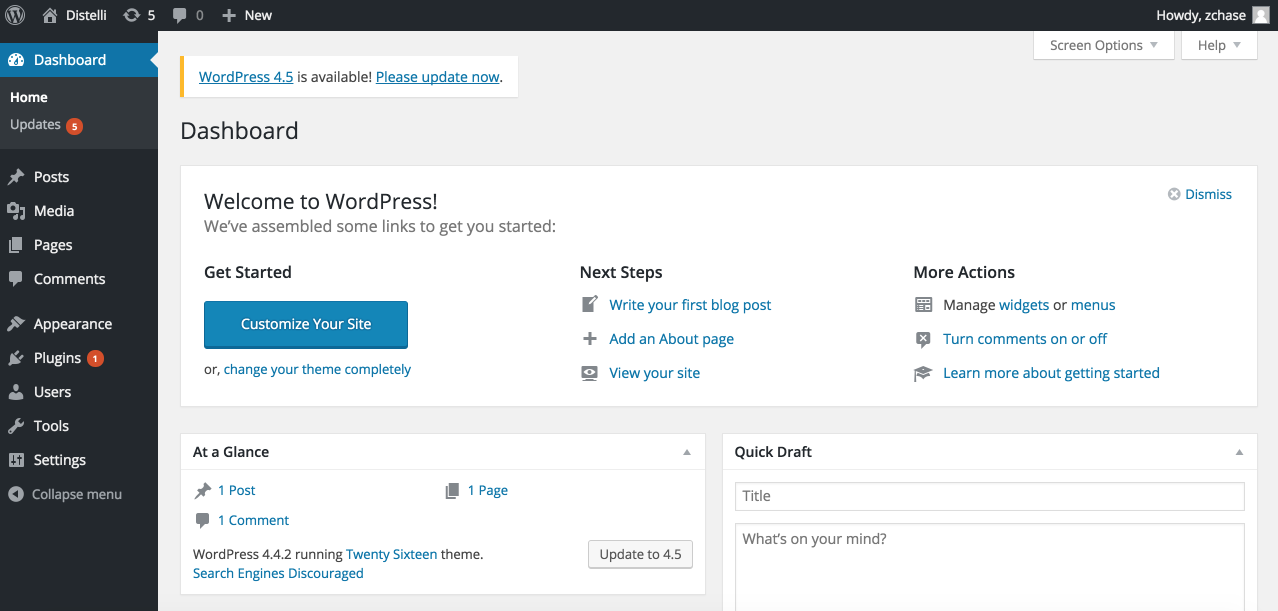 Distelli 5 0 New Howdy, zchase
Dashboard
Home
Updates 5
Posts
Media
Pages
Comments
Appearance
Plugins 1
Users
Tools
Settings
Collapse menu
Screen Options Help
WordPress 4.5 is available! Please update now.
Dashboard
Welcome to WordPress!
We’ve assembled some links to get you started:
Dismiss
Get Started
Customize Your Site
or, change your theme completely
Next Steps
Write your first blog post
Add an About page
View your site
More Actions
Manage widgets or menus
Turn comments on or off
Learn more about getting started
At a Glance
1 Post 1 Page
1 Comment
WordPress 4.4.2 running Twenty Sixteen theme.
Update to 4.5
Search Engines Discouraged
Quick Draft
Title
What’s on your mind?